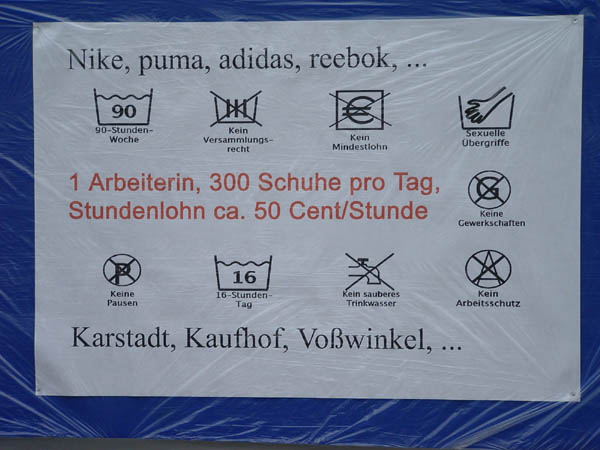 Nike, puma, adidas, reebok, ...
90
90-Stunden-
Woche
Kein
Versammlungs-
recht
€
Kein
Mindestlohn
Sexuelle
Übergriffe
1 Arbeiterin, 300 Schuhe pro Tag,
Stundenlohn ca. 50 Cent/Stunde
G
Keine
Gewerkschaften
P
Keine
Pausen
16
16-Stunden-
Tag
Kein sauberes
Trinkwasser
A
Kein
Arbeitsschutz
Karstadt, Kaufhof, Voßwinkel, ...